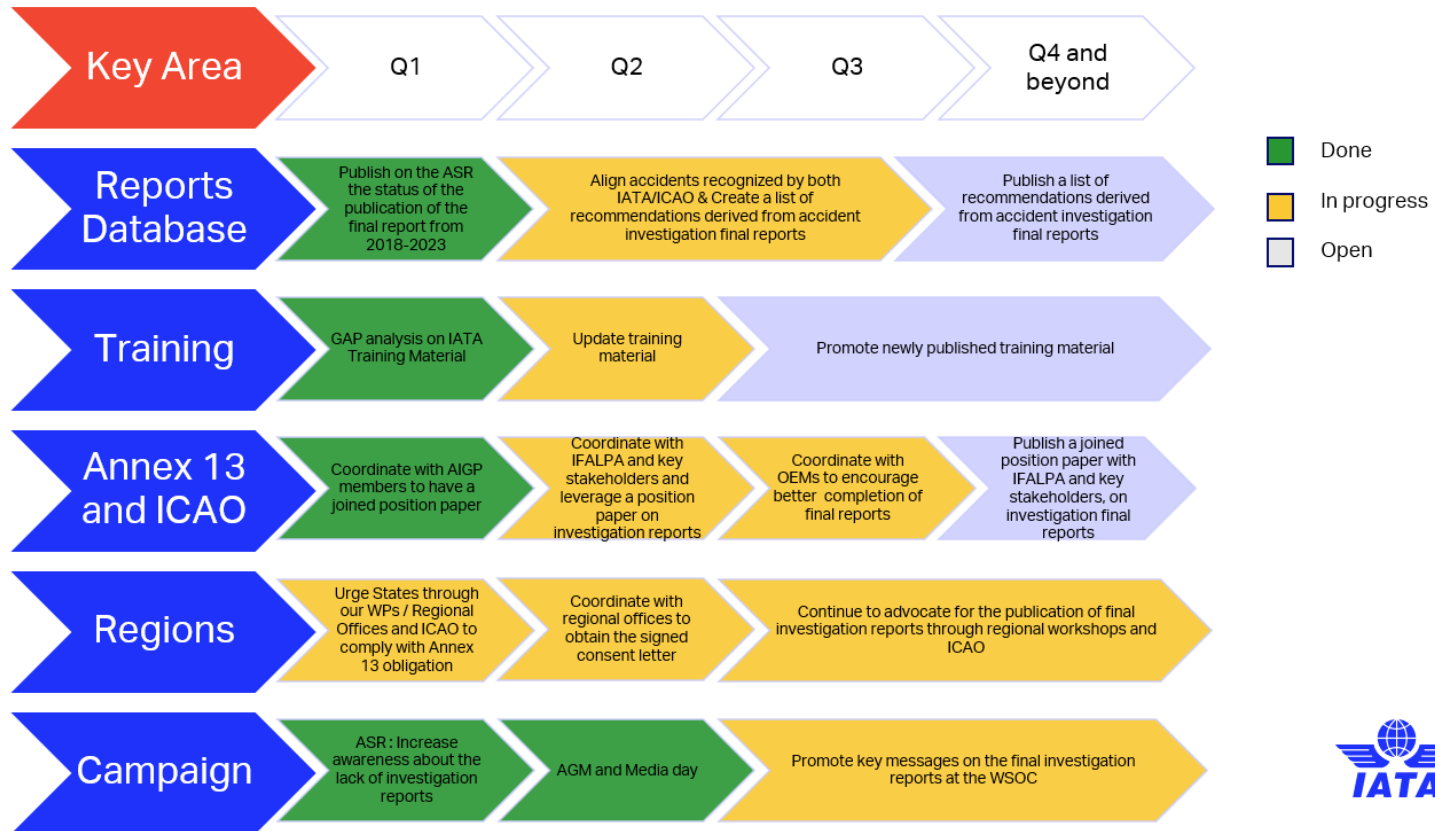 Key Area
Q1
Q2
Q3
Q4 and
beyond
Done
In progress
Open
Reports
Database
Publish on the ASR
the status of the
publication of the
final report from
2018-2023
Align accidents recognized by both
IATA/ICAO & Create a list of
recommendations derived from accident
investigation final reports
Publish a list of
recommendations derived
from accident investigation
final reports
Training
GAP analysis on IATA
Training Material
Update training
material
Promote newly published training material
Annex 13
and ICAO
Coordinate with AIGP
members to have a
joined position paper
Coordinate with
IFALPA and key
stakeholders and
leverage a position
paper on
investigation reports
Coordinate with
OEMs to encourage
better  completion of
final reports
Publish a joined
position paper with
IFALPA and key
stakeholders, on
investigation final
reports
Regions
Urge States through
our WPs / Regional
Offices and ICAO to
comply with Annex
13 obligation
Coordinate with
regional offices to
obtain the signed
consent letter
Continue to advocate for the publication of final
investigation reports through regional workshops and
ICAO
Campaign
ASR : Increase
awareness about the
lack of investigation
reports
AGM and Media day
Promote key messages on the final investigation
reports at the WSOC
IATA